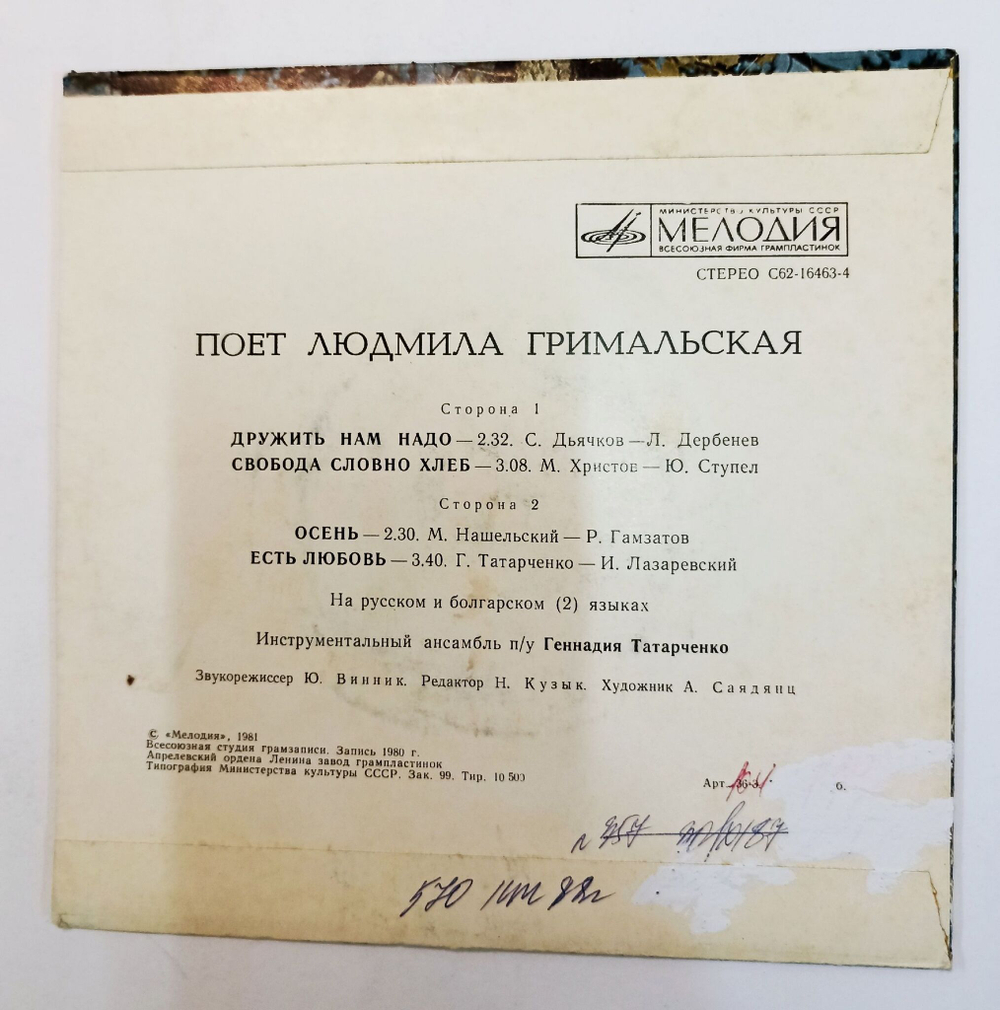 МИНИСТЕРСТВО КУЛЬТУРЫ СССР
МЕЛОДИЯ
ВСЕСОЮЗНАЯ ФИРМА ГРАМПЛАСТИНОК
СТЕРЕО С62-16463-4
ПОЕТ ЛЮДМИЛА ГРИМАЛЬСКАЯ
Сторона 1
ДРУЖИТЬ НАМ НАДО — 2.32. С. Дьячков — Л. Дербенев
СВОБОДА СЛОВНО ХЛЕБ — 3.08. М. Христов — Ю. Ступел
Сторона 2
ОСЕНЬ — 2.30. М. Нашельский — Р. Гамзатов
ЕСТЬ ЛЮБОВЬ — 3.40. Г. Татарченко — И. Лазаревский
На русском и болгарском (2) языках
Инструментальный ансамбль п/у Геннадия Татарченко
Звукорежиссер Ю. Винник. Редактор Н. Кузык. Художник А. Саядянц
© «Мелодия», 1981
Всесоюзная студия грамзаписи. Запись 1980 г.
Апрелевский ордена Ленина завод грампластинок
Типография Министерства культуры СССР. Зак. 99. Тир. 10 500
Арт.
570